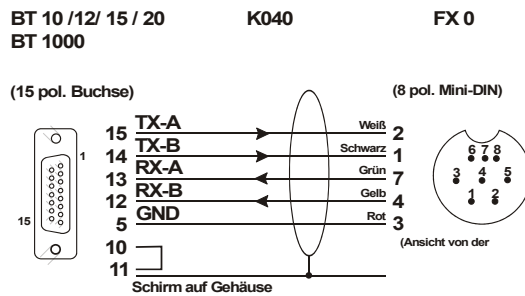 BT 10 /12/ 15 / 20 K040 FX 0
BT 1000
(15 pol. Buchse) (8 pol. Mini-DIN)
15 TX-A Weiß 2
14 TX-B Schwarz 1
13 RX-A Grün 7
12 RX-B Gelb 4
5 GND Rot 3
10
11
Schirm auf Gehäuse
1
15
6 7 8
3 4 5
1 2
(Ansicht von der